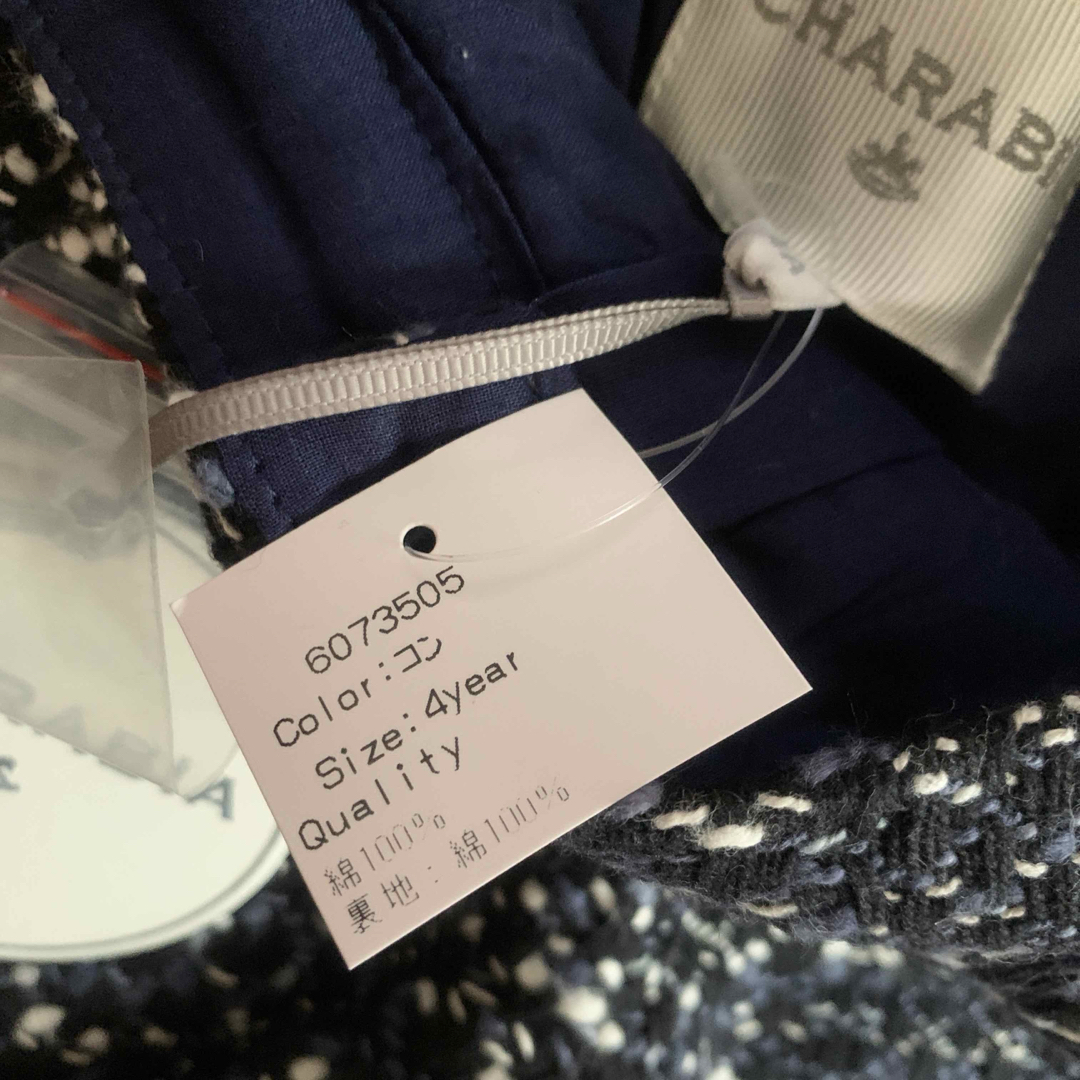 CHARABI
6073505
Color:コン
Size:4year
Quality
綿100%
裏地:綿100%